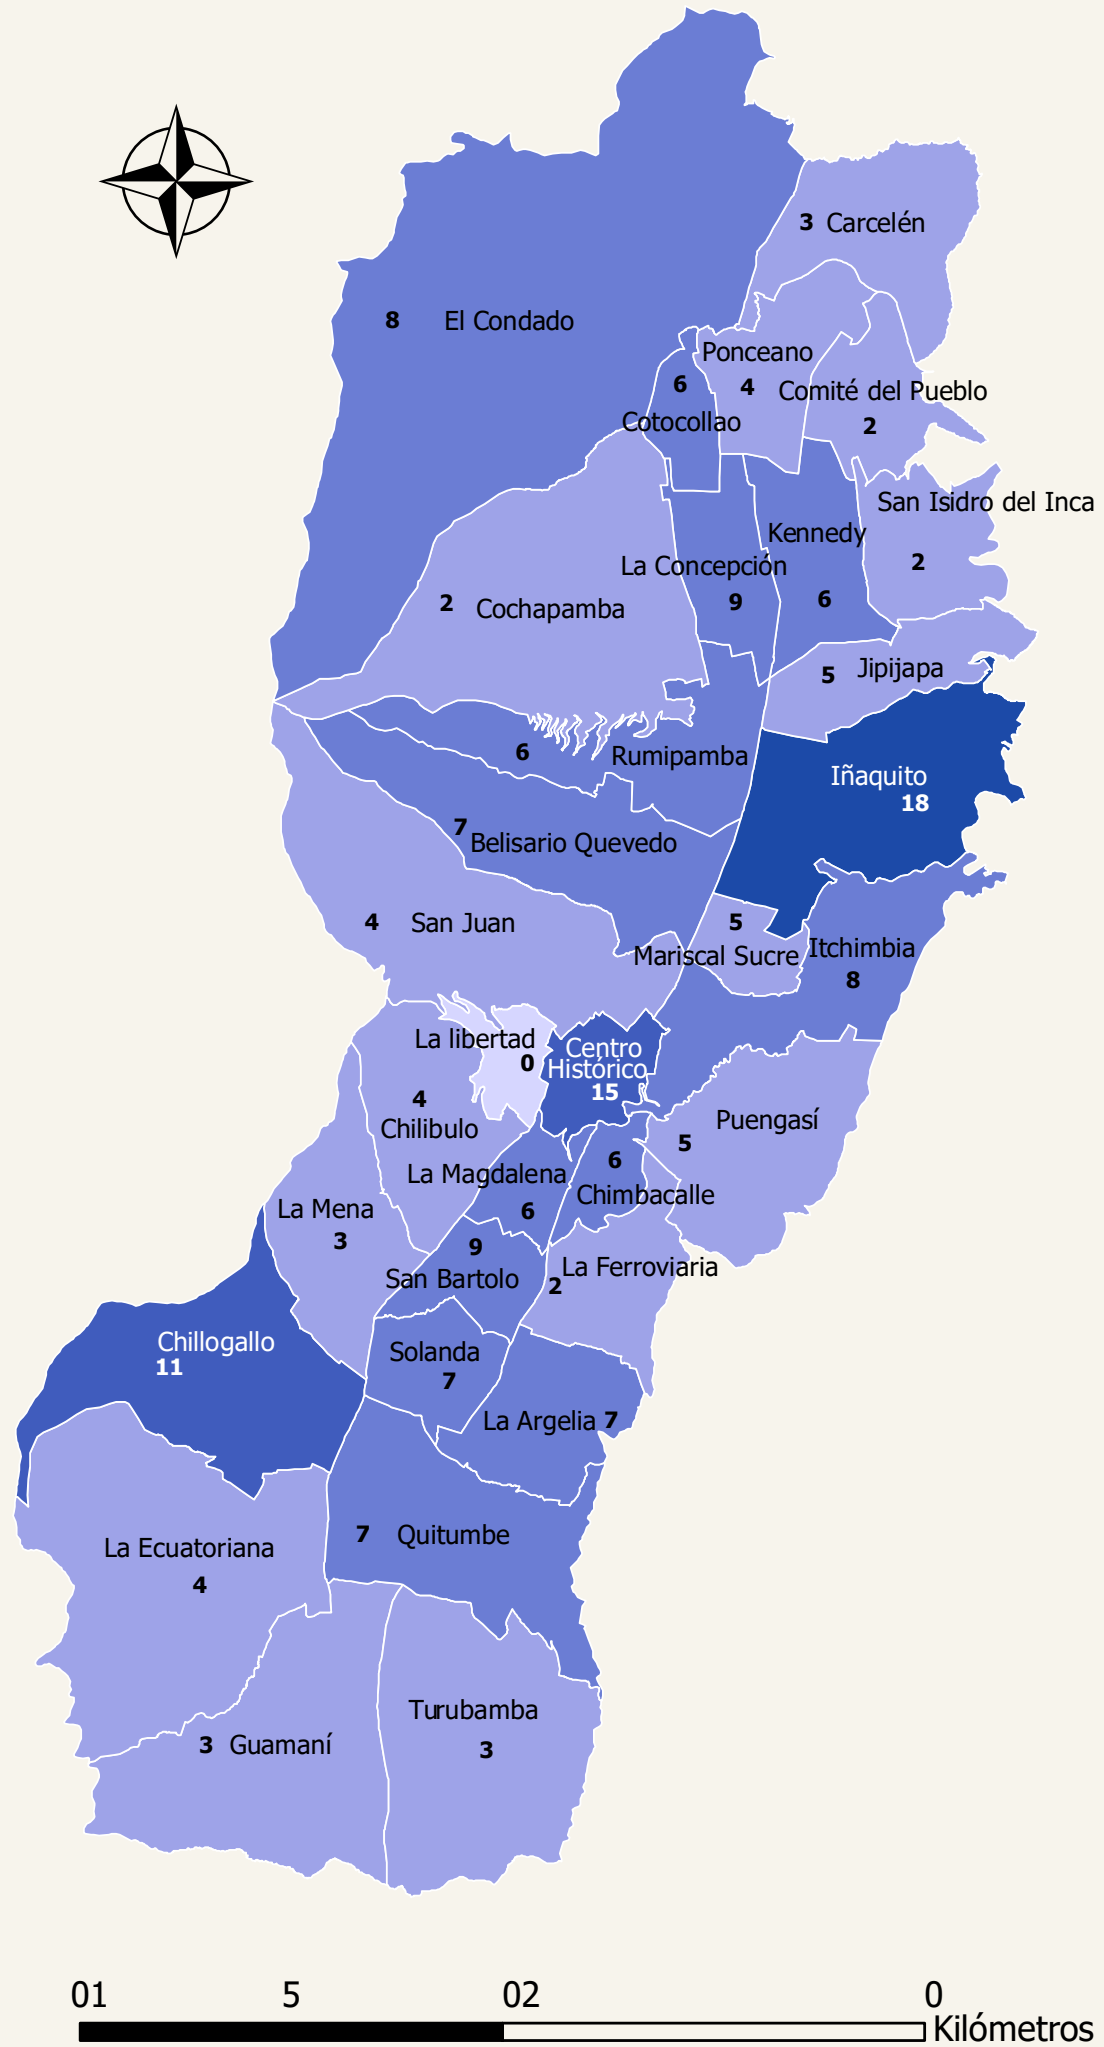 3 Carcelén
8 El Condado
Ponceano
4
6
Cotocollao
Comité del Pueblo
2
San Isidro del Inca
2
Kennedy
6
La Concepción
9
2 Cochapamba
5 Jipijapa
6 Rumipamba
Iñaquito
18
7 Belisario Quevedo
4 San Juan
5
Mariscal Sucre
Itchimbia
8
La libertad
0
Centro
Histórico
15
4
Chilibulo
Puengasí
5
6
Chimbacalle
La Magdalena
6
La Mena
3
9
San Bartolo
La Ferroviaria
2
Chillogallo
11
Solanda
7
La Argelia 7
7 Quitumbe
La Ecuatoriana
4
Turubamba
3
3 Guamaní
01 5 02 0
Kilómetros